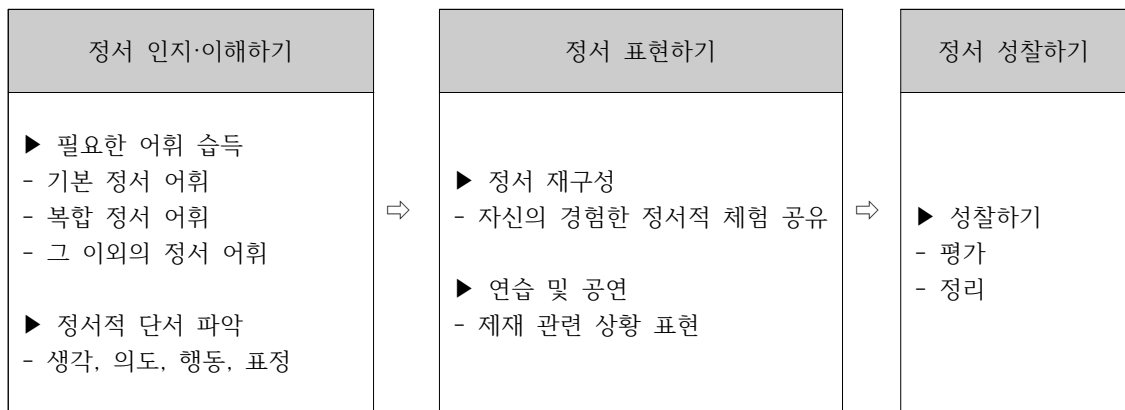 정서 인지·이해하기
▶ 필요한 어휘 습득
- 기본 정서 어휘
- 복합 정서 어휘
- 그 이외의 정서 어휘
▶ 정서적 단서 파악
- 생각, 의도, 행동, 표정
⇨
정서 표현하기
▶ 정서 재구성
- 자신의 경험한 정서적 체험 공유
▶ 연습 및 공연
- 제재 관련 상황 표현
⇨
정서 성찰하기
▶ 성찰하기
- 평가
- 정리